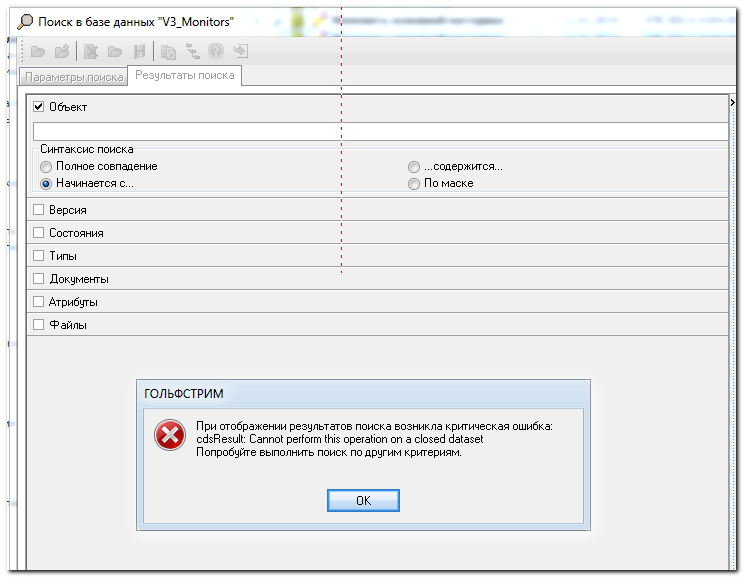 Поиск в базе данных "V3_Monitors"
Параметры поиска
Результаты поиска
Объект
Синтаксис поиска
Полное совпадение
...содержится...
Начинается с...
По маске
Версия
Состояния
Типы
Документы
Атрибуты
Файлы
ГОЛЬФСТРИМ
При отображении результатов поиска возникла критическая ошибка:
cdsResult: Cannot perform this operation on a closed dataset
Попробуйте выполнить поиск по другим критериям.
OK